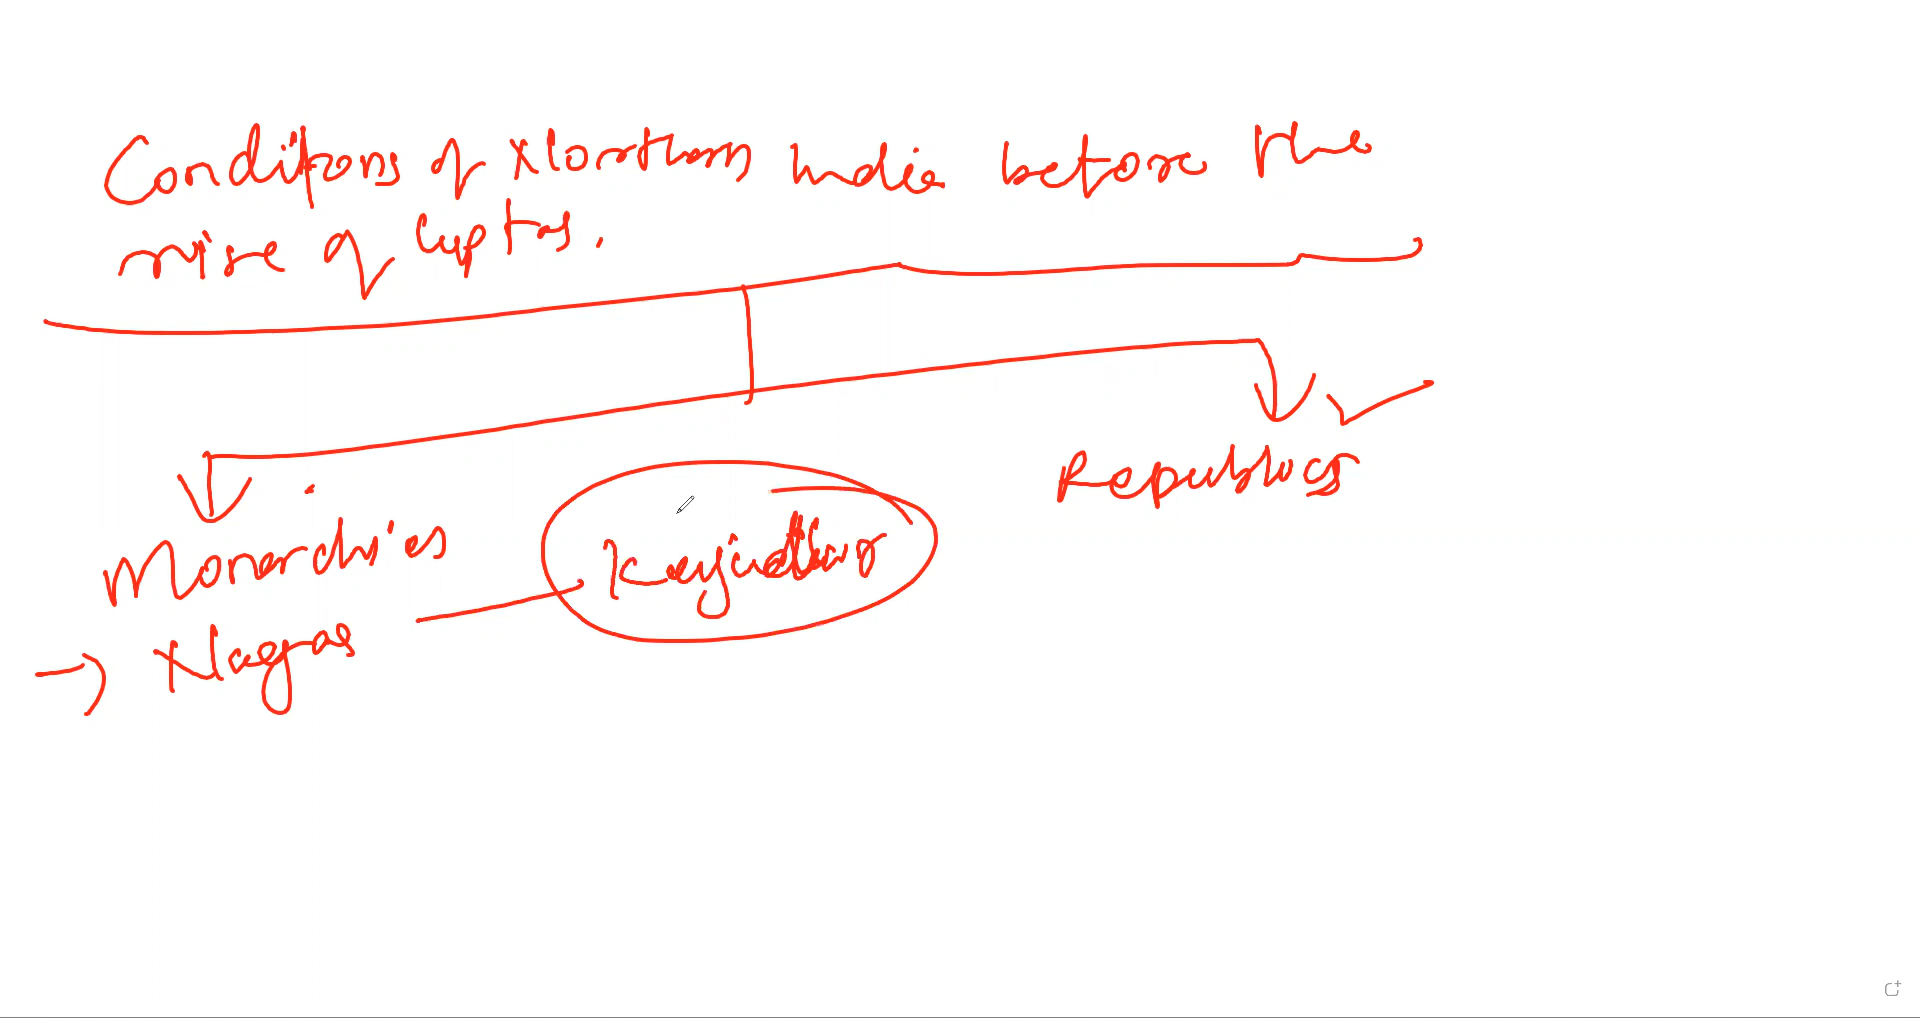 Conditions of Northern India before the
rise of Guptas.
Republics
Monarchies
→ Nagas